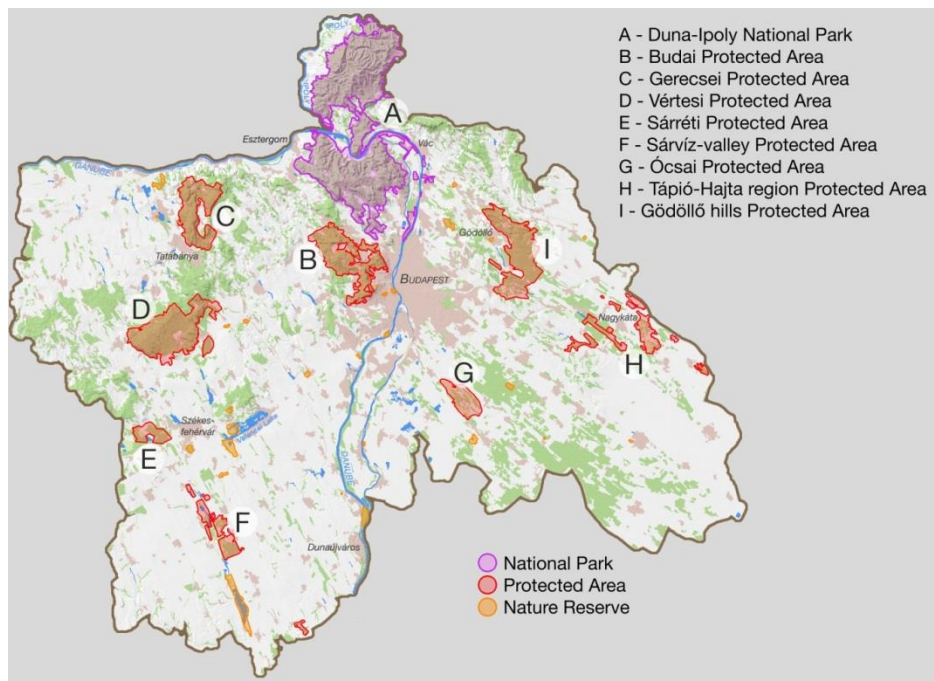 A - Duna-Ipoly National Park
B - Budai Protected Area
C - Gerecsei Protected Area
D - Vértesi Protected Area
E - Sárréti Protected Area
F - Sárvíz-valley Protected Area
G - Ócsai Protected Area
H - Tápió-Hajta region Protected Area
I - Gödöllő hills Protected Area
IPOLY
A
Esztergom
Vác
DANUBE
C
Tatabánya
Gödöllő
B
I
BUDAPEST
D
Nagykáta
H
G
Székes-
fehérvár
E
DANUBE
F
Dunaújváros
National Park
Protected Area
Nature Reserve